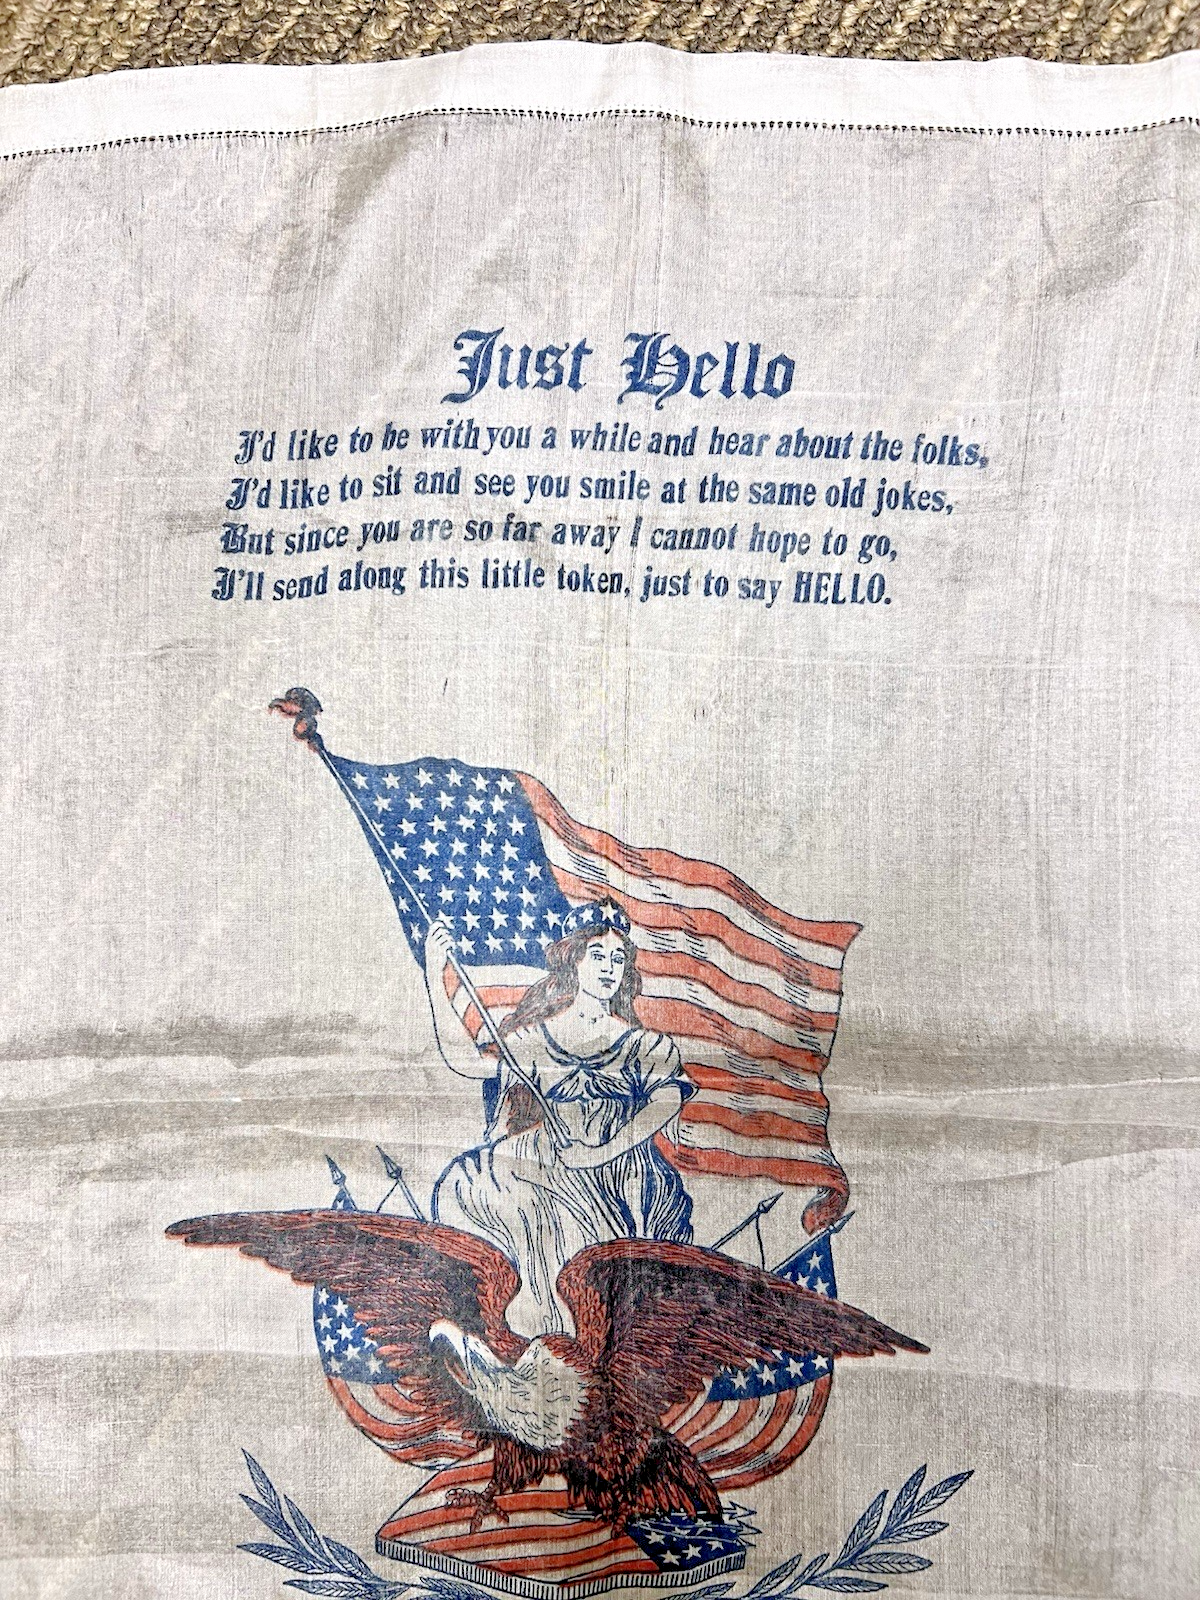 Just Hello
I'd like to be with you a while and hear about the folks,
I'd like to sit and see you smile at the same old jokes,
But since you are so far away I cannot hope to go,
I'll send along this little token, just to say HELLO.